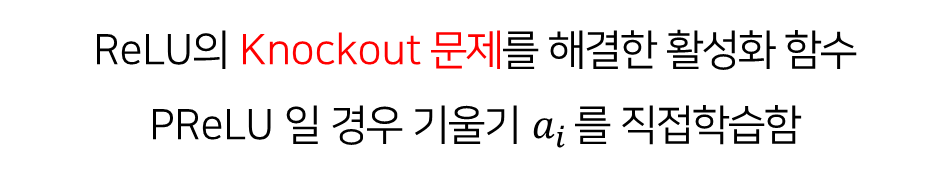 ReLU의 Knockout 문제를 해결한 활성화 함수
PReLU 일 경우 기울기 aᵢ 를 직접학습함